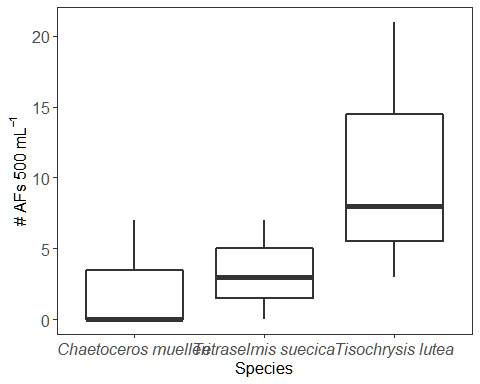 # AFs 500 mL⁻¹
20
15
10
5
0
Chaetoceros muelleri Tetraselmis suecica Tisochrysis lutea
Species